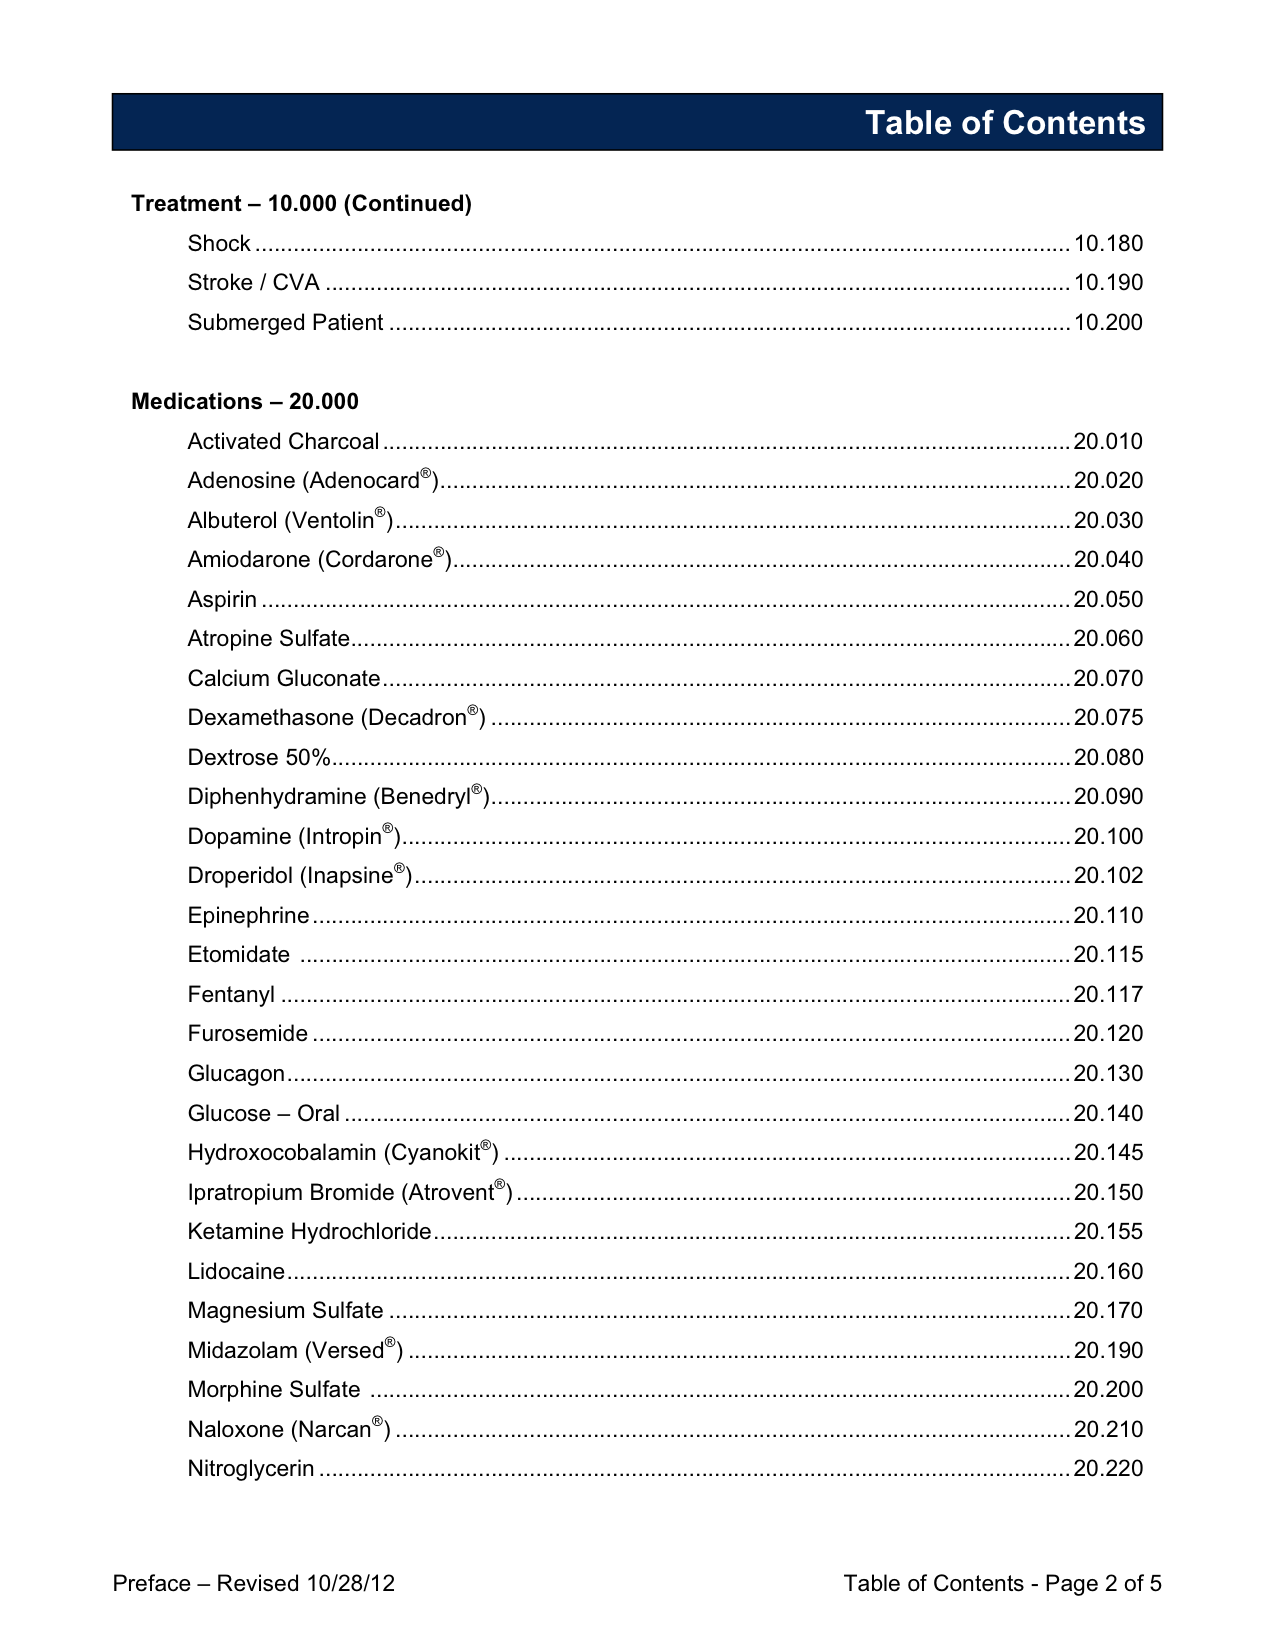 Table of Contents
Treatment – 10.000 (Continued)
Shock ........ 10.180
Stroke / CVA ........ 10.190
Submerged Patient ........ 10.200
Medications – 20.000
Activated Charcoal ........ 20.010
Adenosine (Adenocard®) ........ 20.020
Albuterol (Ventolin®) ........ 20.030
Amiodarone (Cordarone®) ........ 20.040
Aspirin ........ 20.050
Atropine Sulfate ........ 20.060
Calcium Gluconate ........ 20.070
Dexamethasone (Decadron®) ........ 20.075
Dextrose 50% ........ 20.080
Diphenhydramine (Benedryl®) ........ 20.090
Dopamine (Intropin®) ........ 20.100
Droperidol (Inapsine®) ........ 20.102
Epinephrine ........ 20.110
Etomidate ........ 20.115
Fentanyl ........ 20.117
Furosemide ........ 20.120
Glucagon ........ 20.130
Glucose – Oral ........ 20.140
Hydroxocobalamin (Cyanokit®) ........ 20.145
Ipratropium Bromide (Atrovent®) ........ 20.150
Ketamine Hydrochloride ........ 20.155
Lidocaine ........ 20.160
Magnesium Sulfate ........ 20.170
Midazolam (Versed®) ........ 20.190
Morphine Sulfate ........ 20.200
Naloxone (Narcan®) ........ 20.210
Nitroglycerin ........ 20.220
Preface – Revised 10/28/12 Table of Contents - Page 2 of 5